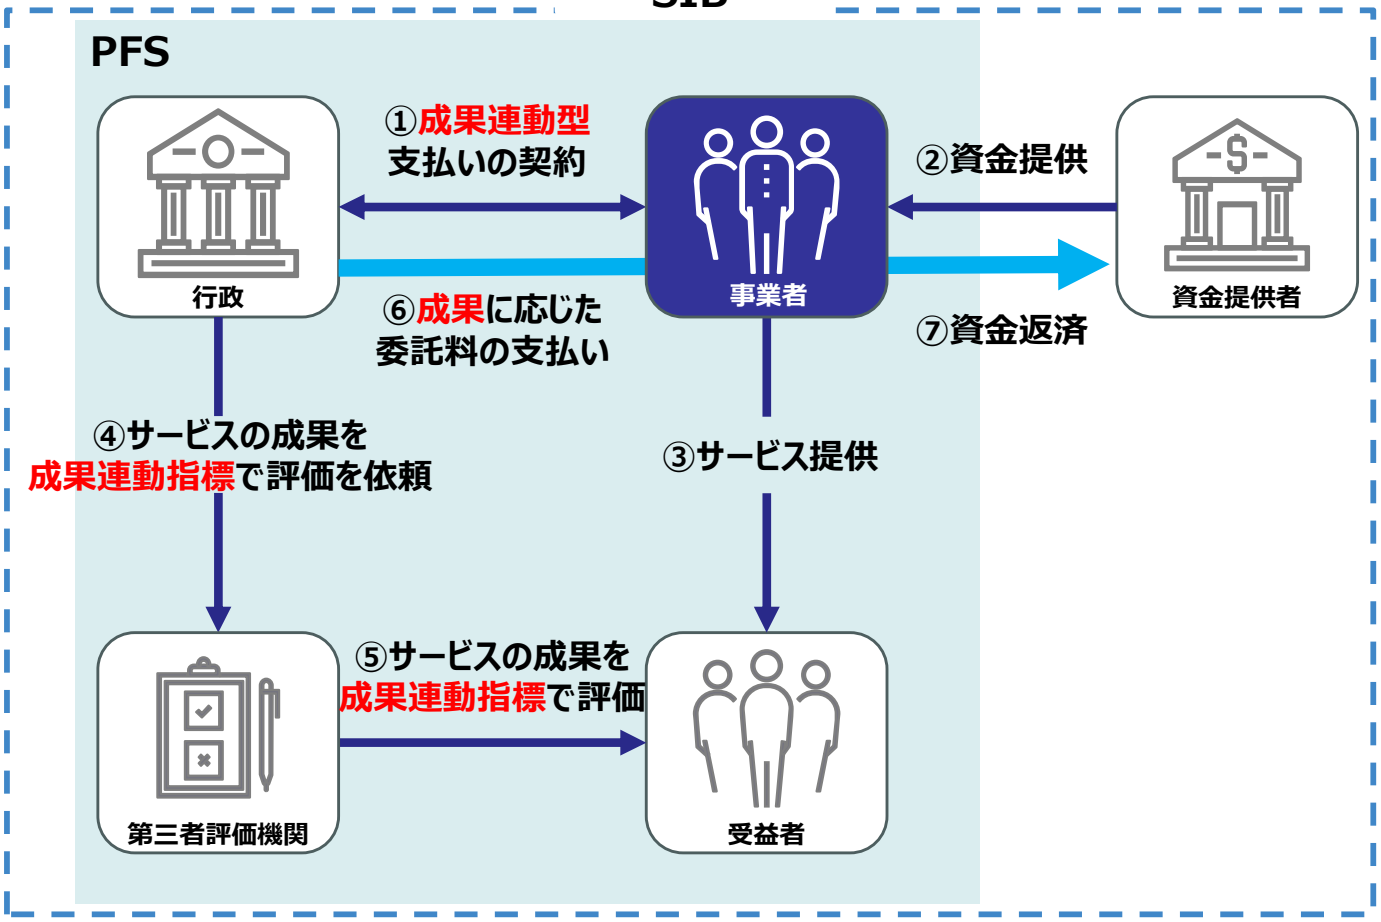 SIB
PFS
①成果連動型
支払いの契約
②資金提供
行政
事業者
資金提供者
⑥成果に応じた
委託料の支払い
⑦資金返済
④サービスの成果を
成果連動指標で評価を依頼
③サービス提供
⑤サービスの成果を
成果連動指標で評価
第三者評価機関
受益者